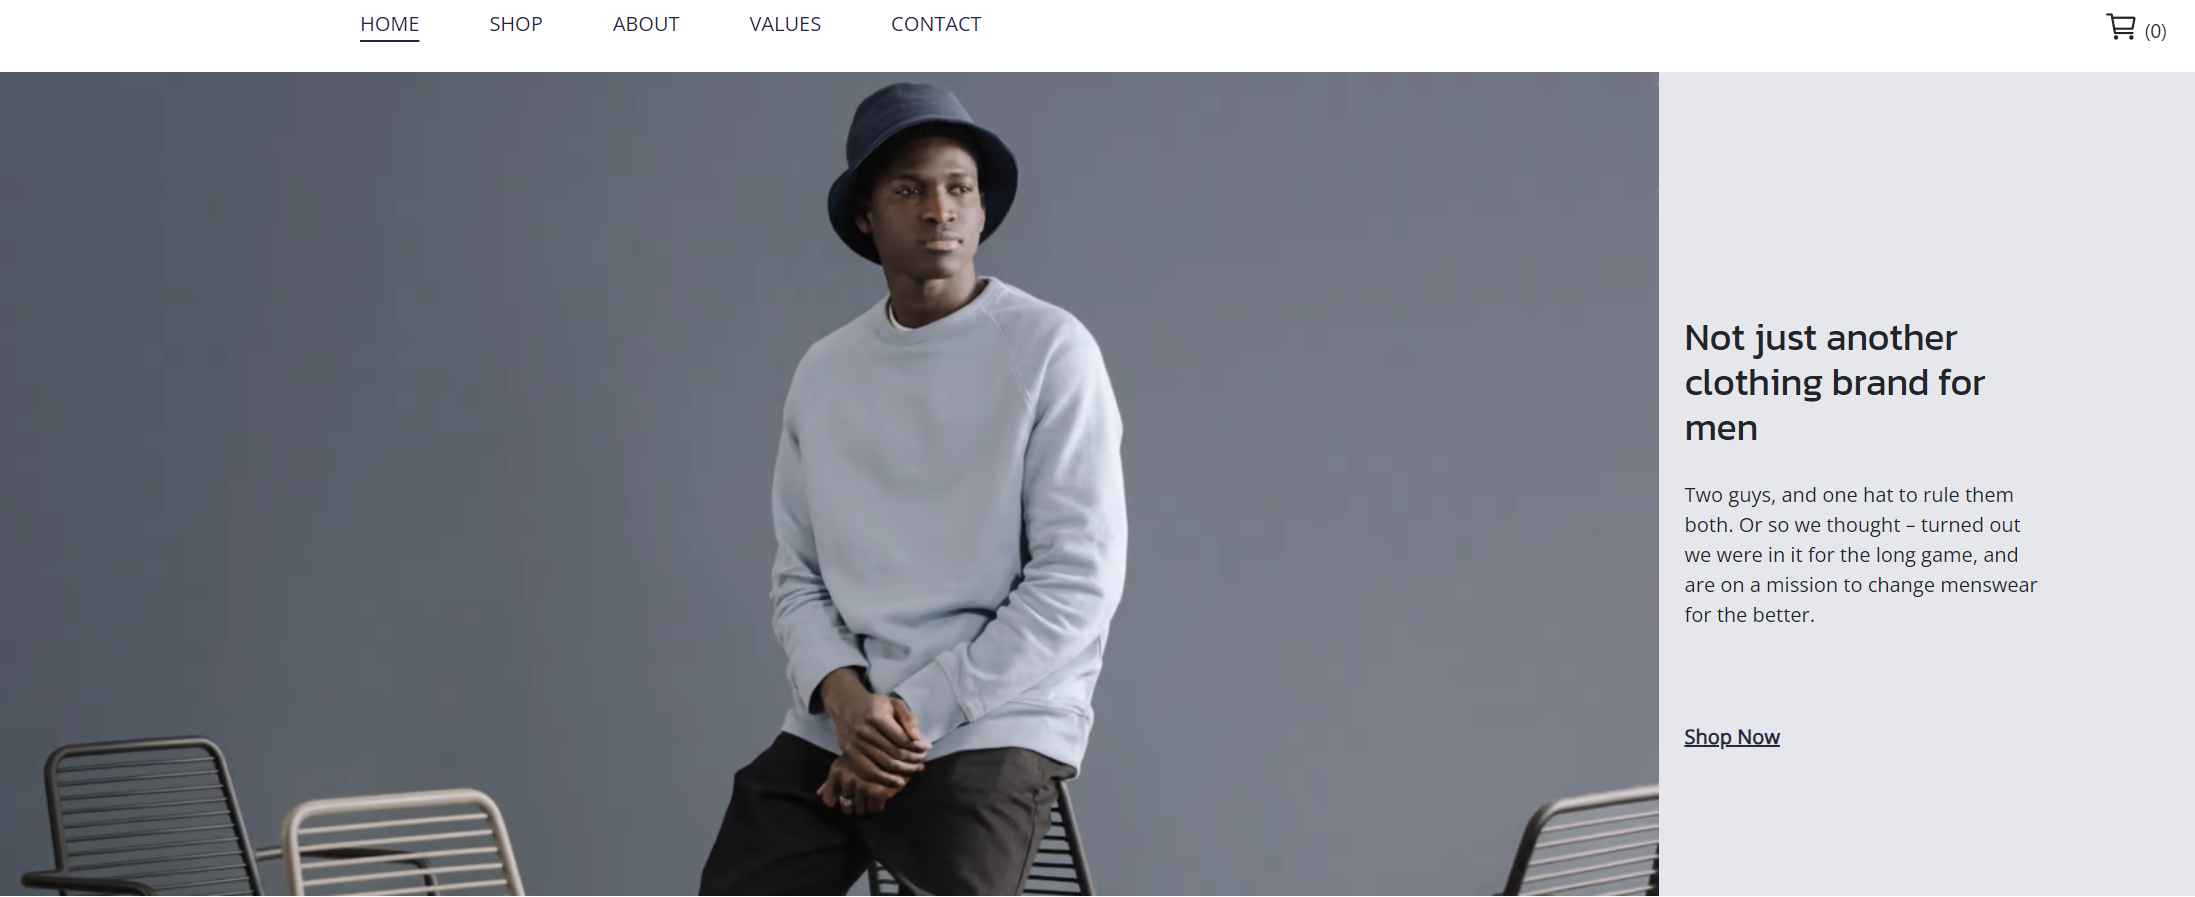 HOME SHOP ABOUT VALUES CONTACT (0)
Not just another
clothing brand for
men
Two guys, and one hat to rule them
both. Or so we thought – turned out
we were in it for the long game, and
are on a mission to change menswear
for the better.
Shop Now